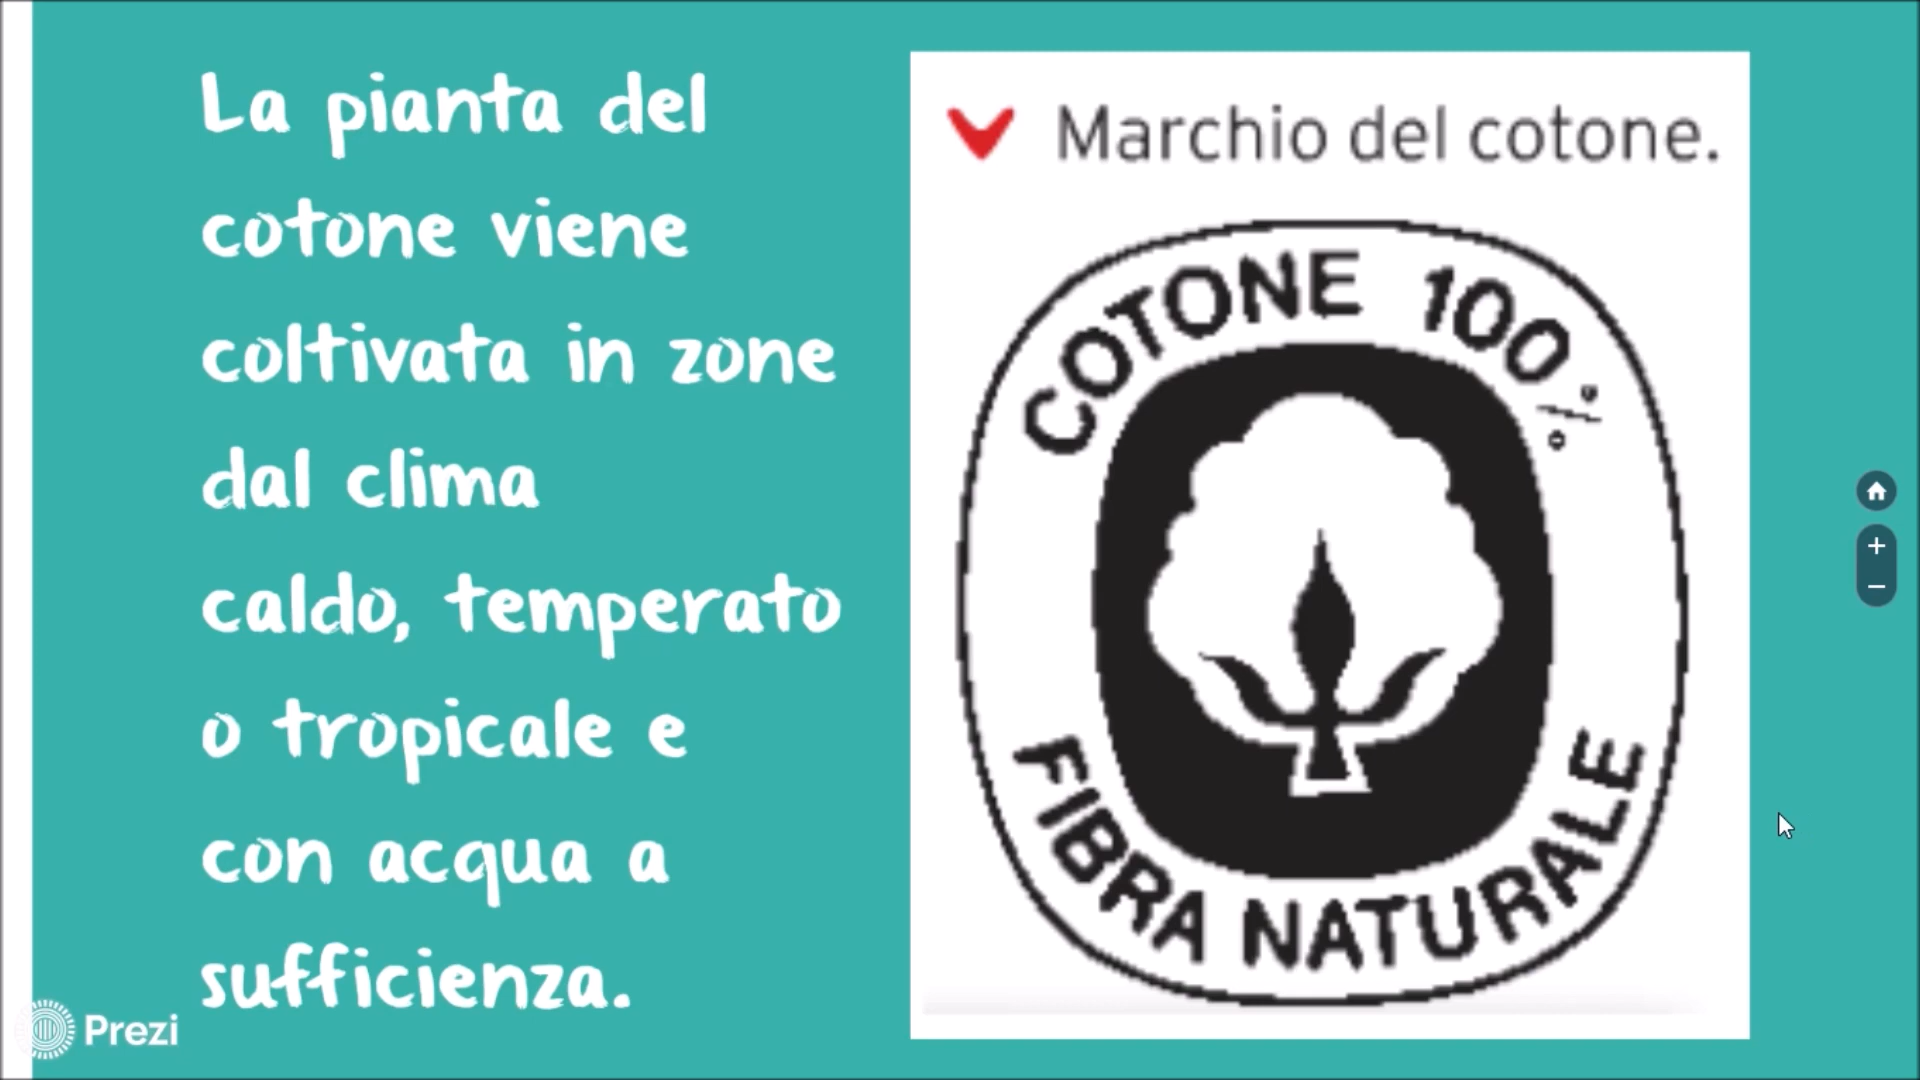 La pianta del
cotone viene
coltivata in zone
dal clima
caldo, temperato
o tropicale e
con acqua a
sufficienza.
Marchio del cotone.
COTONE 100%
FIBRA NATURALE
Prezi